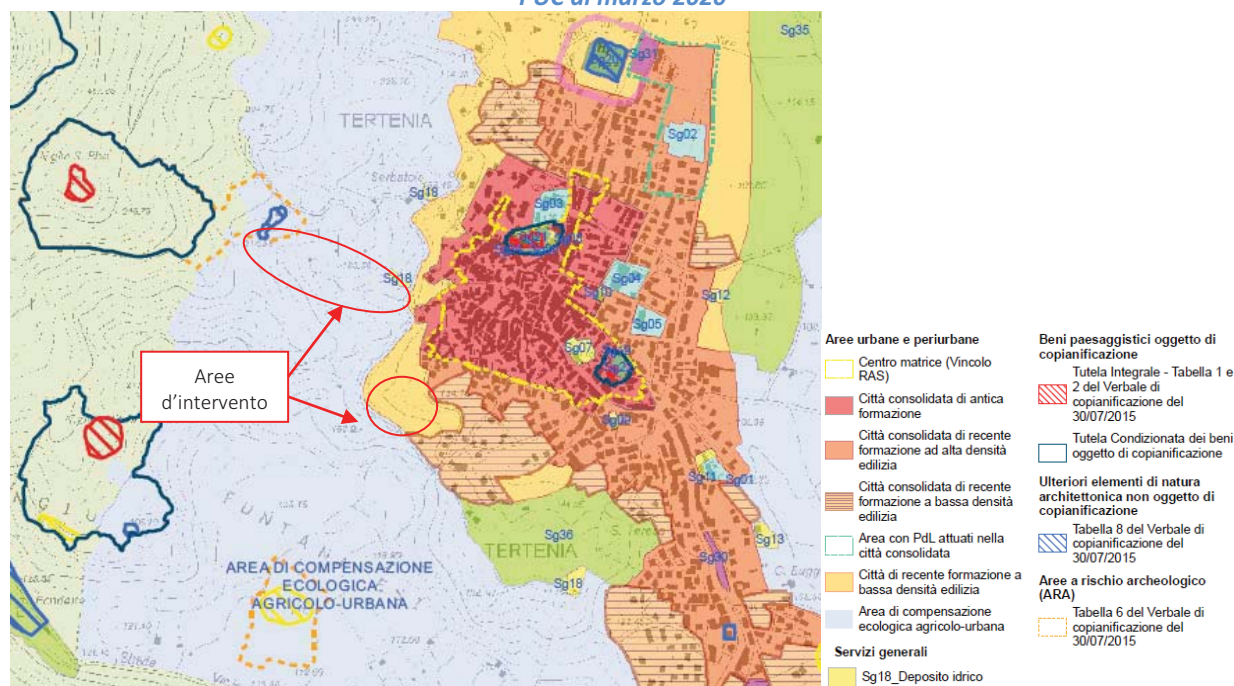 PUC di marzo 2020
Sg35
Sg31
TERTENIA
Sg02
Serbatoio
Sg18
Sg03
Sg18
Sg04
Sg10
Sg12
Sg05
Sg07
Aree
d'intervento
Sg09
Sg11
Sg01
Sg36
TERTENIA
Sg13
Sg30
Sg18
FUNTAN
AREA DI COMPENSAZIONE
ECOLOGICA
AGRICOLO-URBANA
Aree urbane e periurbane
Centro matrice (Vincolo
RAS)
Città consolidata di antica
formazione
Città consolidata di recente
formazione ad alta densità
edilizia
Città consolidata di recente
formazione a bassa densità
edilizia
Area con PdL attuati nella
città consolidata
Città di recente formazione a
bassa densità edilizia
Area di compensazione
ecologica agricolo-urbana
Servizi generali
Sg18_Deposito idrico
Beni paesaggistici oggetto di
copianificazione
Tutela Integrale - Tabella 1 e
2 del Verbale di
copianificazione del
30/07/2015
Tutela Condizionata dei beni
oggetto di copianificazione
Ulteriori elementi di natura
architettonica non oggetto di
copianificazione
Tabella 8 del Verbale di
copianificazione del
30/07/2015
Aree a rischio archeologico
(ARA)
Tabella 6 del Verbale di
copianificazione del
30/07/2015